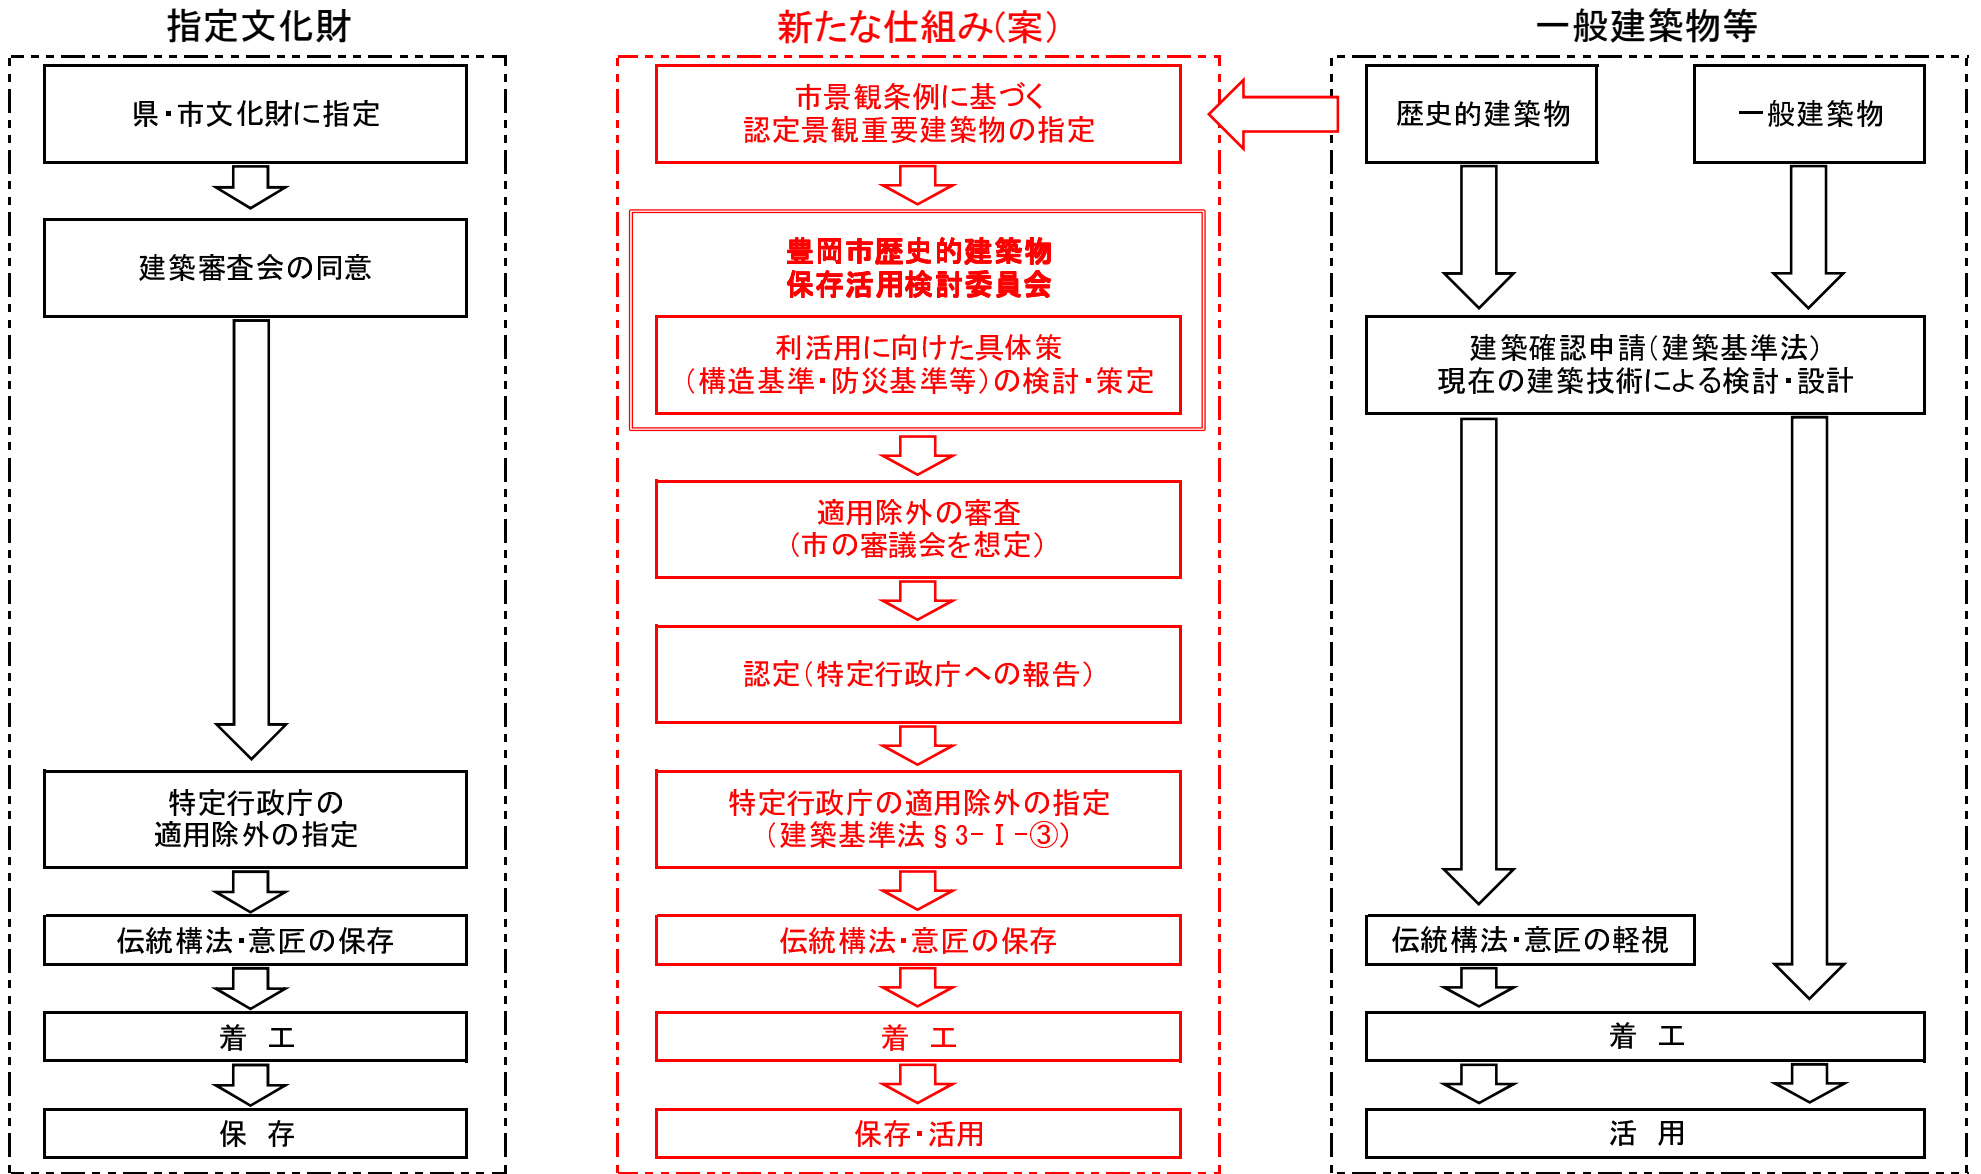 指定文化財
県・市文化財に指定
建築審査会の同意
特定行政庁の
適用除外の指定
伝統構法・意匠の保存
着 工
保 存
新たな仕組み(案)
市景観条例に基づく
認定景観重要建築物の指定
豊岡市歴史的建築物
保存活用検討委員会
利活用に向けた具体策
(構造基準・防災基準等)の検討・策定
適用除外の審査
(市の審議会を想定)
認定(特定行政庁への報告)
特定行政庁の適用除外の指定
(建築基準法§3-Ⅰ-③)
伝統構法・意匠の保存
着 工
保存・活用
一般建築物等
歴史的建築物
一般建築物
建築確認申請(建築基準法)
現在の建築技術による検討・設計
伝統構法・意匠の軽視
着 工
活 用